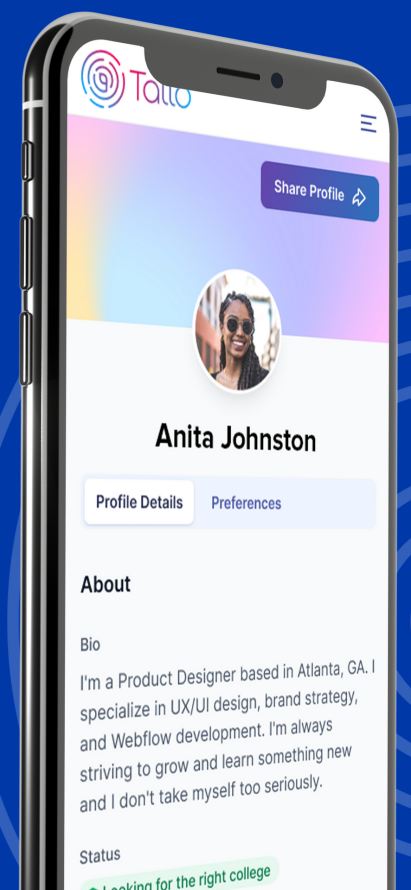 Tallo
Share Profile
Anita Johnston
Profile Details
Preferences
About
Bio
I'm a Product Designer based in Atlanta, GA. I
specialize in UX/UI design, brand strategy,
and Webflow development. I'm always
striving to grow and learn something new
and I don't take myself too seriously.
Status
Looking for the right college